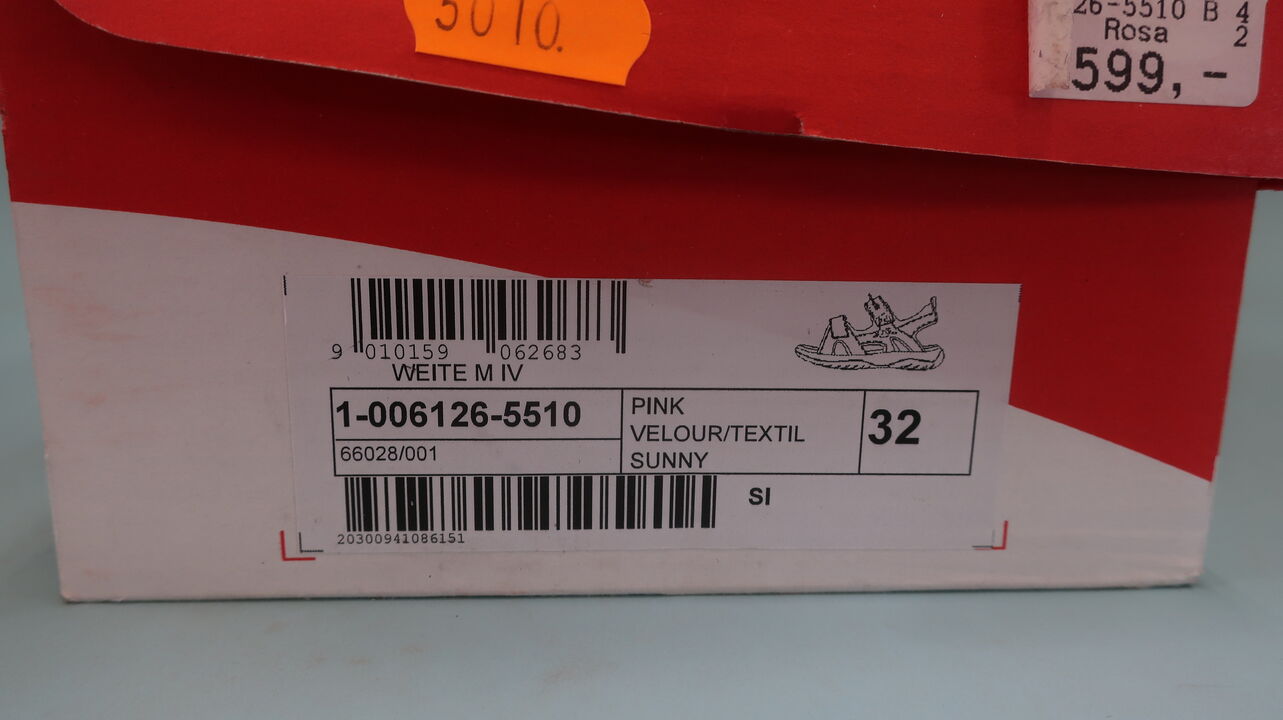 5010.
26-5510 B 4
Rosa 2
599,-
9 010159 062683
WEITE M IV
1-006126-5510
66028/001
PINK
VELOUR/TEXTIL
SUNNY
32
SI
20300941086151